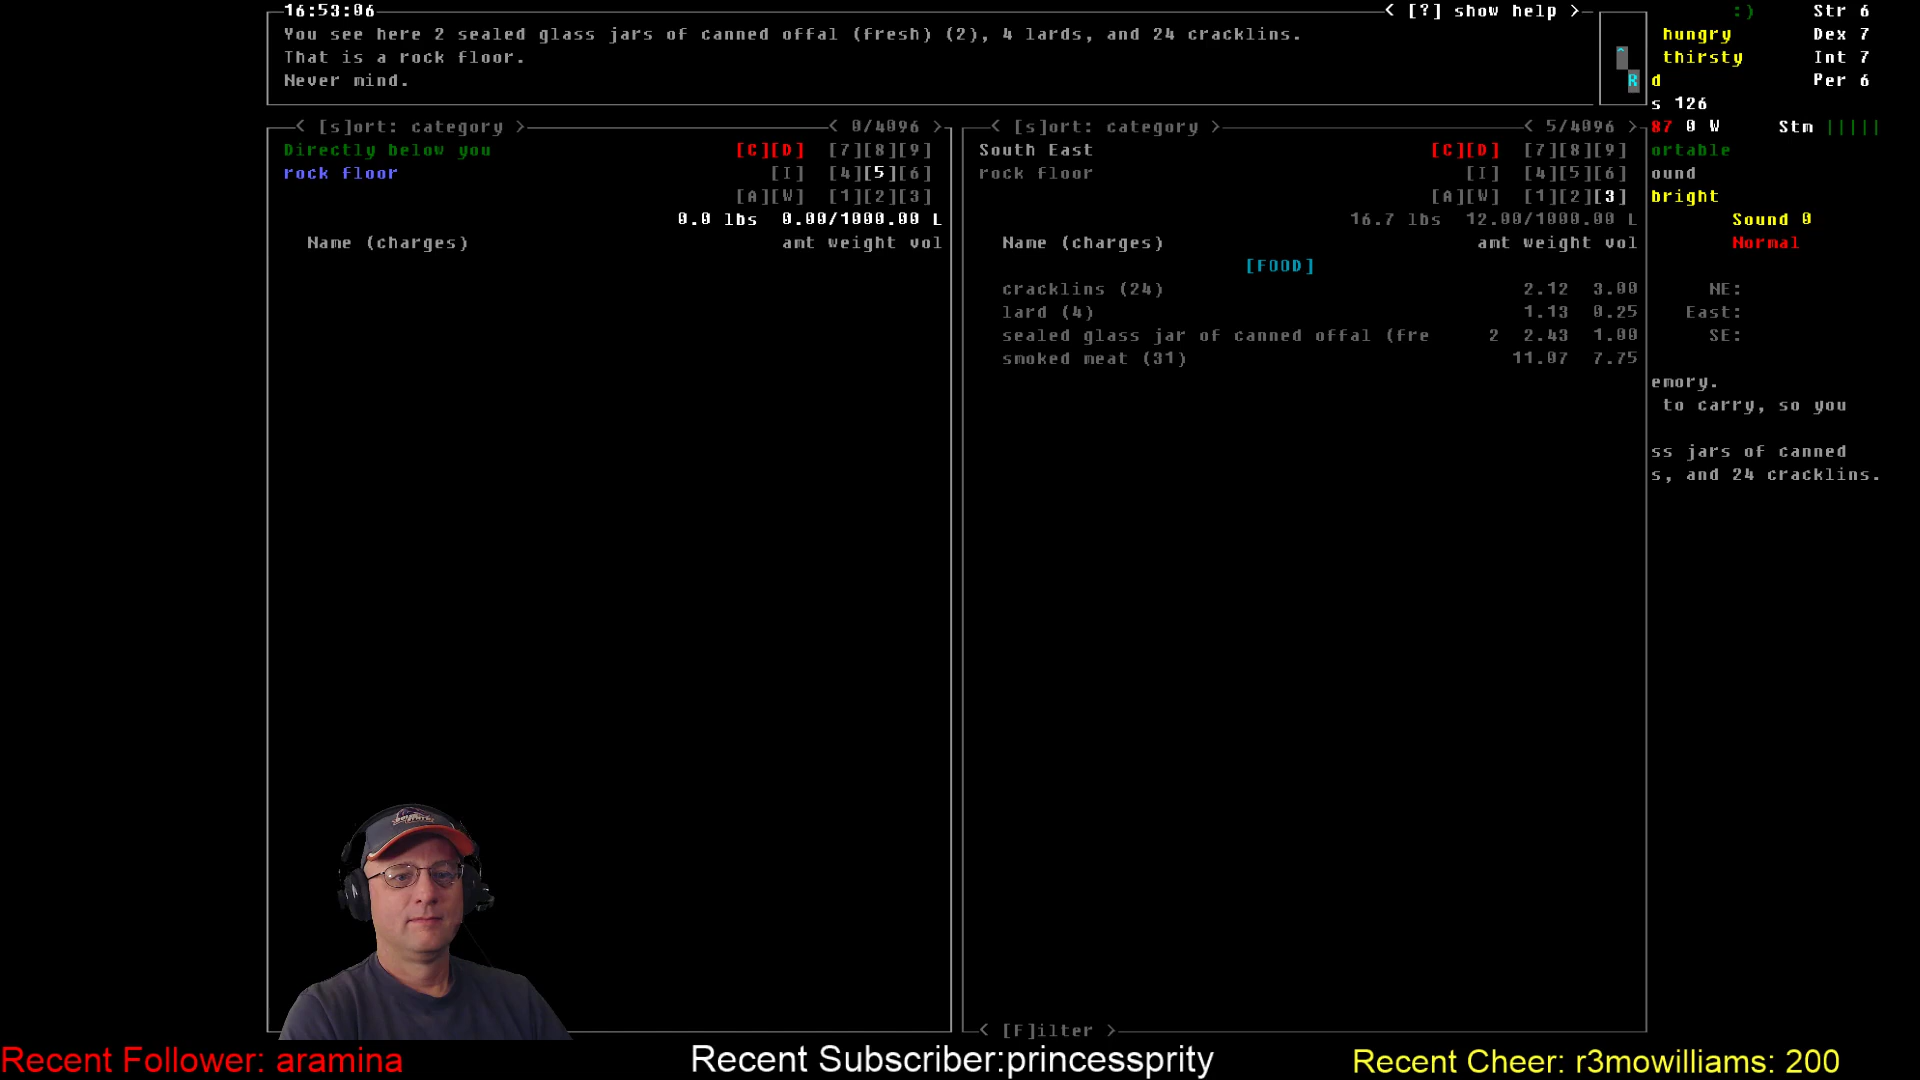 16:53:06 < [?] show help >
You see here 2 sealed glass jars of canned offal (fresh) (2), 4 lards, and 24 cracklins.
That is a rock floor.
Never mind.
^
R
:) Str 6
hungry Dex 7
thirsty Int 7
d Per 6
s 126
87 0 W Stm |||||
ortable
ound
bright
Sound 0
Normal
NE:
East:
SE:
emory.
to carry, so you
ss jars of canned
s, and 24 cracklins.
< [s]ort: category > < 0/4096 >
Directly below you [C][D] [7][8][9]
rock floor [I] [4][5][6]
[A][W] [1][2][3]
0.0 lbs 0.00/1000.00 L
Name (charges) amt weight vol
< [s]ort: category > < 5/4096 >
South East [C][D] [7][8][9]
rock floor [I] [4][5][6]
[A][W] [1][2][3]
16.7 lbs 12.00/1000.00 L
Name (charges) amt weight vol
[FOOD]
cracklins (24) 2.12 3.00
lard (4) 1.13 0.25
sealed glass jar of canned offal (fre 2 2.43 1.00
smoked meat (31) 11.07 7.75
< [F]ilter >
Recent Follower: aramina
Recent Subscriber:princessprity
Recent Cheer: r3mowilliams: 200